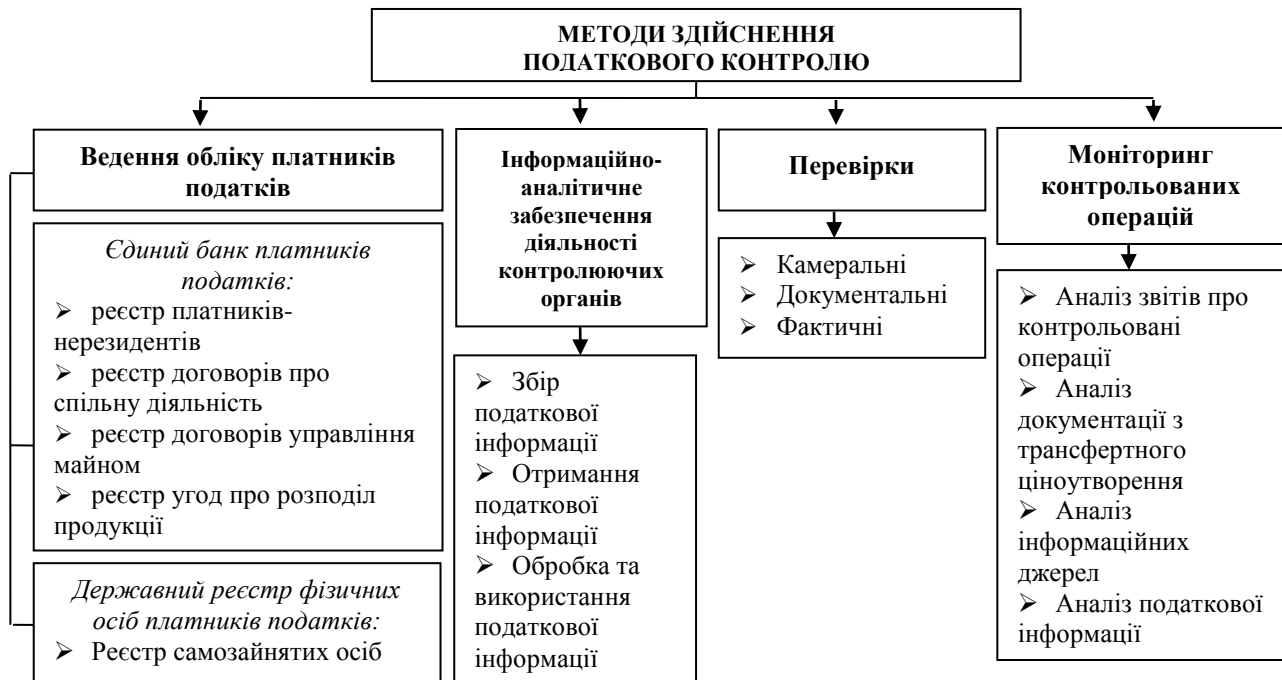 МЕТОДИ ЗДІЙСНЕННЯ
ПОДАТКОВОГО КОНТРОЛЮ
Ведення обліку платників
податків
Єдиний банк платників
податків:
➢ реєстр платників-
нерезидентів
➢ реєстр договорів про
спільну діяльність
➢ реєстр договорів управління
майном
➢ реєстр угод про розподіл
продукції
Державний реєстр фізичних
осіб платників податків:
➢ Реєстр самозайнятих осіб
Інформаційно-
аналітичне
забезпечення
діяльності
контролюючих
органів
➢ Збір
податкової
інформації
➢ Отримання
податкової
інформації
➢ Обробка та
використання
податкової
інформації
Перевірки
➢ Камеральні
➢ Документальні
➢ Фактичні
Моніторинг
контрольованих
операцій
➢ Аналіз звітів про
контрольовані
операції
➢ Аналіз
документації з
трансфертного
ціноутворення
➢ Аналіз
інформаційних
джерел
➢ Аналіз податкової
інформації